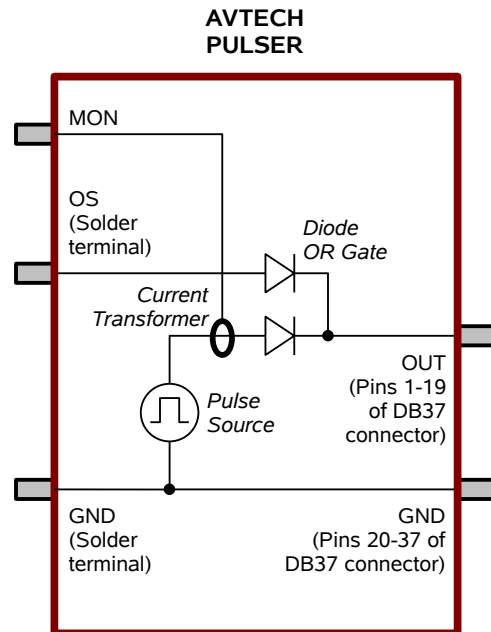 AVTECH
PULSER
MON
OS
(Solder
terminal)
Diode
OR Gate
Current
Transformer
OUT
(Pins 1-19
of DB37
connector)
Pulse
Source
GND
(Solder
terminal)
GND
(Pins 20-37 of
DB37 connector)